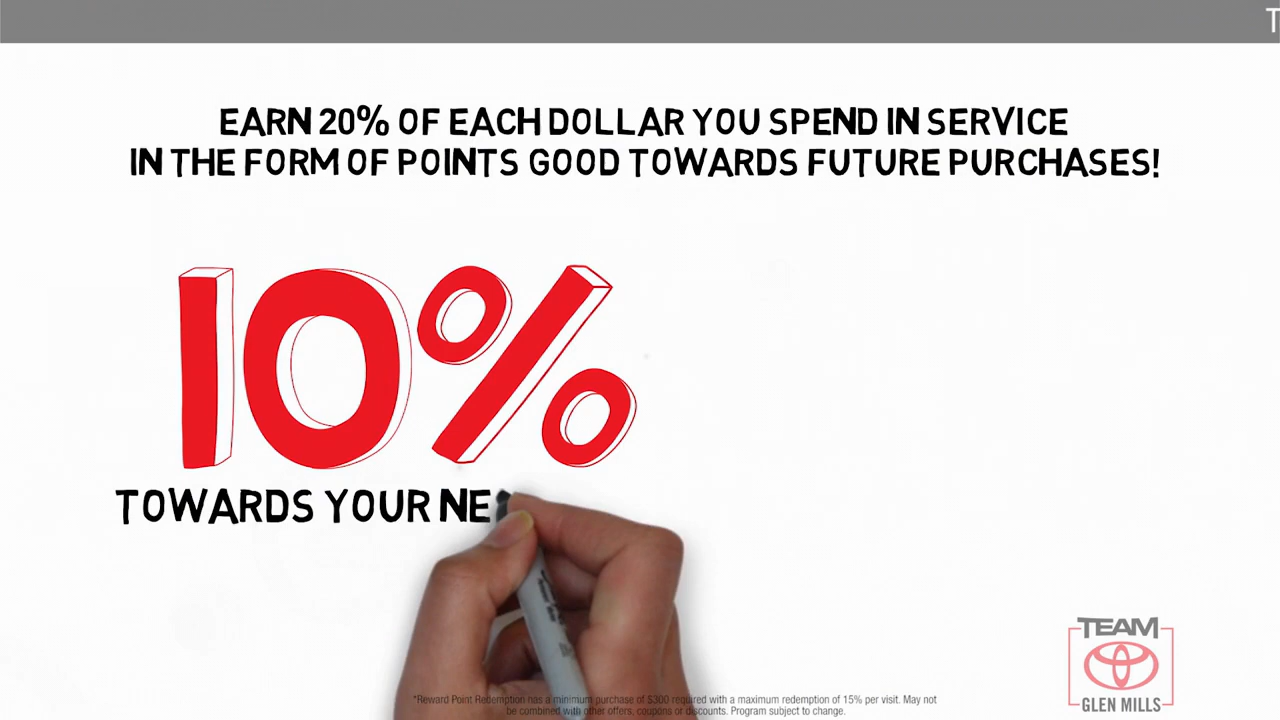 T
EARN 20% OF EACH DOLLAR YOU SPEND IN SERVICE
IN THE FORM OF POINTS GOOD TOWARDS FUTURE PURCHASES!
10%
TOWARDS YOUR NE
TEAM
GLEN MILLS
*Reward Point Redemption has a minimum purchase of $300 required with a maximum redemption of 15% per visit. May not
be combined with other offers, coupons or discounts. Program subject to change.